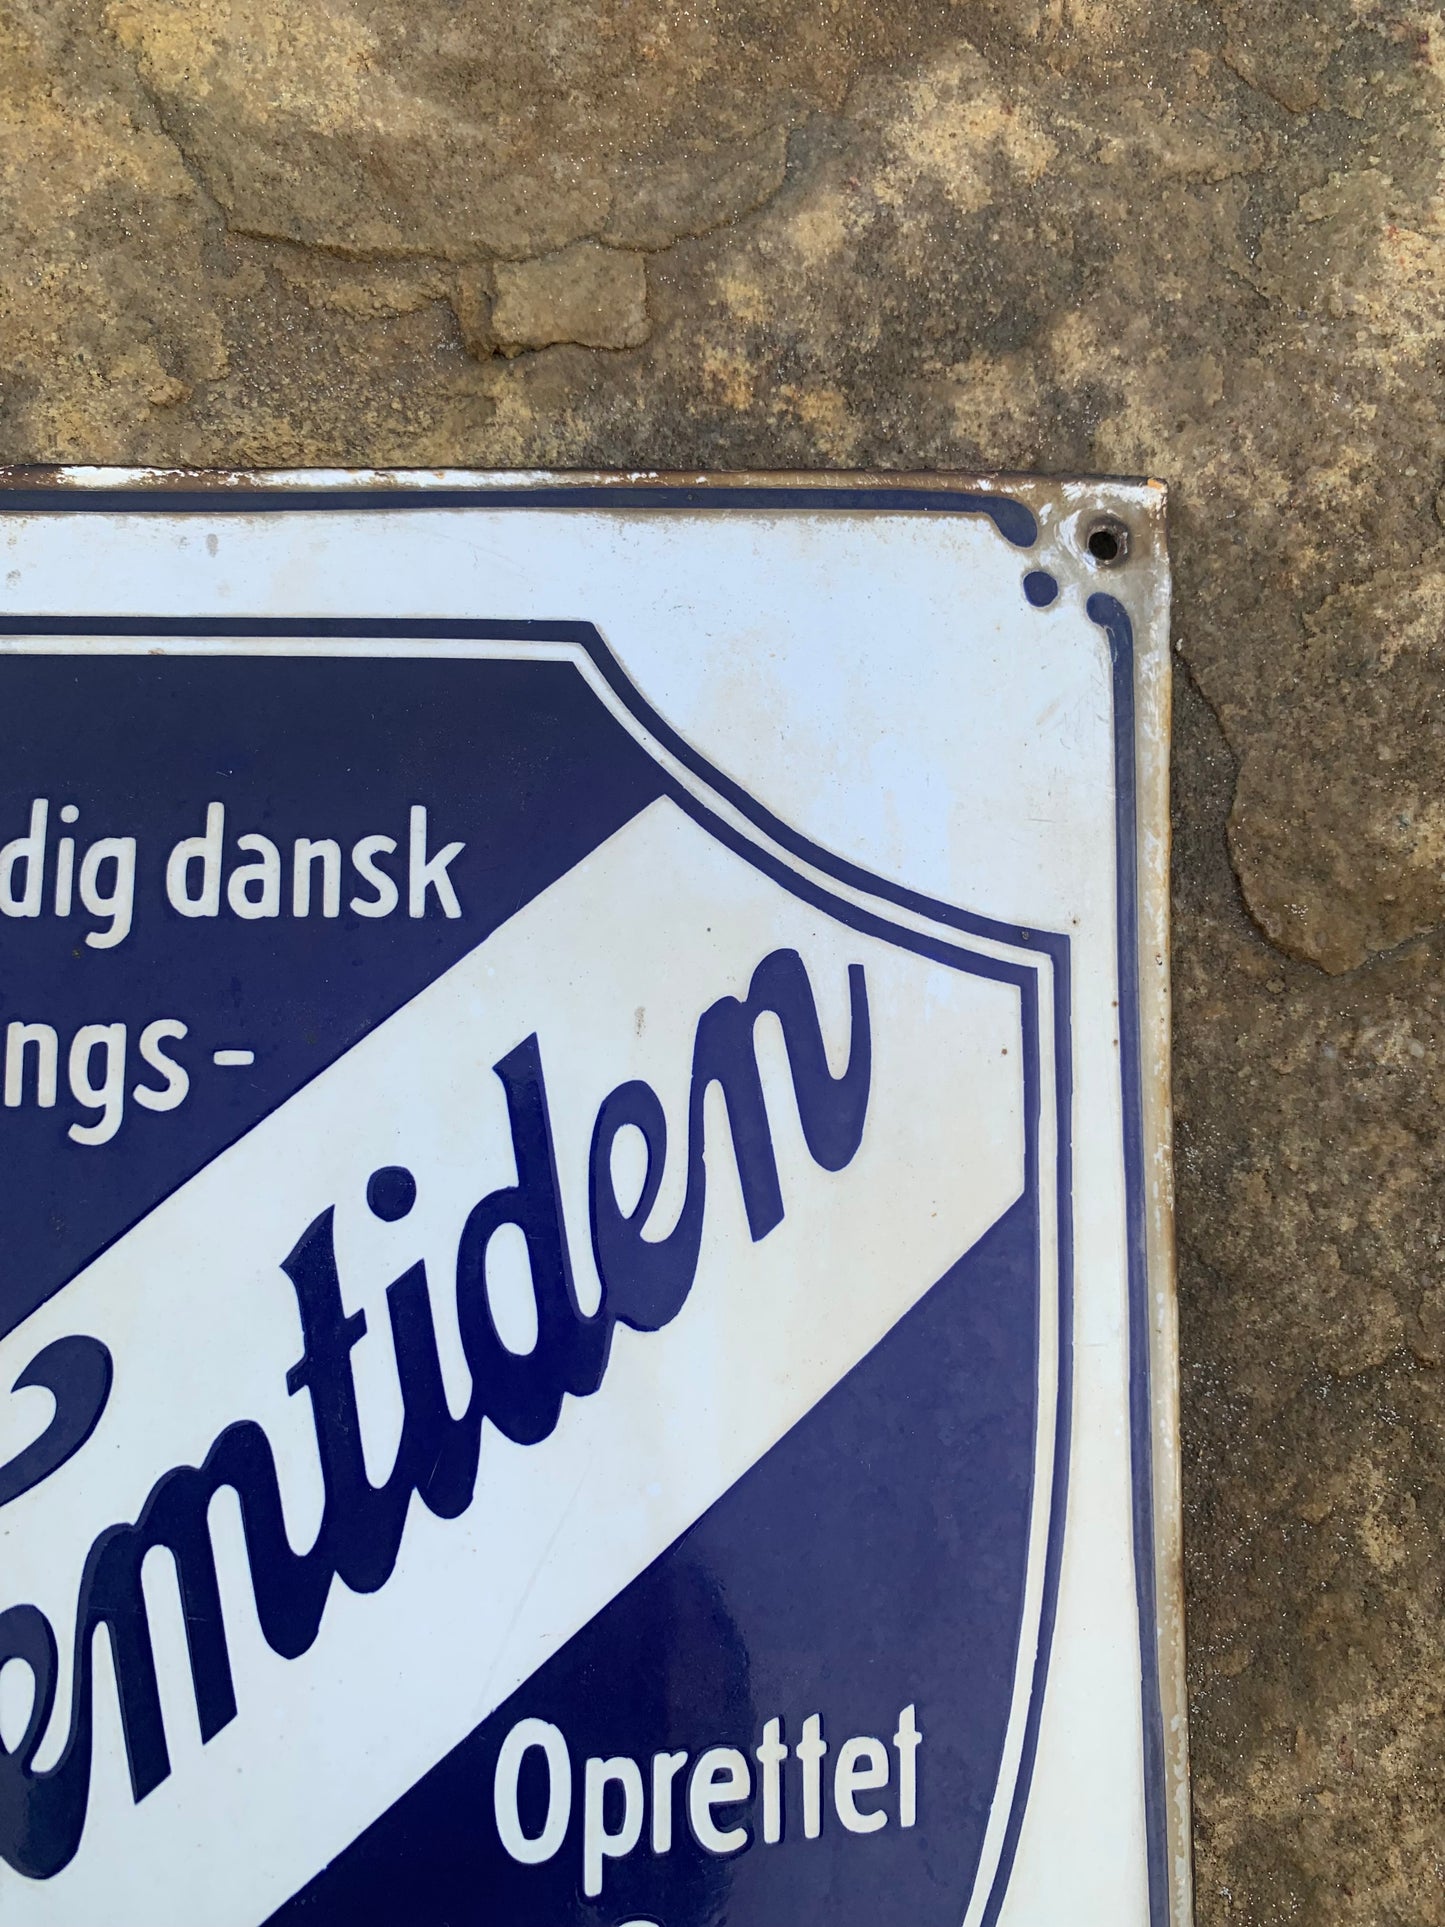 dig dansk
ngs-
emtiden
Oprettet